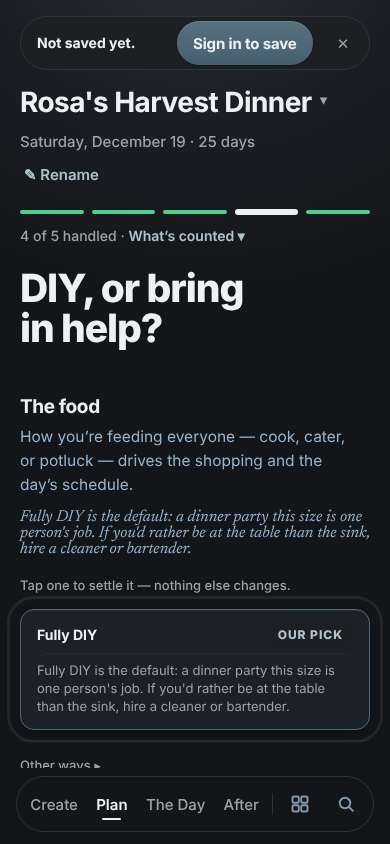 Not saved yet.
Sign in to save
×
Rosa's Harvest Dinner ▾
Saturday, December 19 · 25 days
✎ Rename
4 of 5 handled · What's counted ▾
DIY, or bring
in help?
The food
How you're feeding everyone — cook, cater,
or potluck — drives the shopping and the
day's schedule.
Fully DIY is the default: a dinner party this size is one
person's job. If you'd rather be at the table than the sink,
hire a cleaner or bartender.
Tap one to settle it — nothing else changes.
Fully DIY
OUR PICK
Fully DIY is the default: a dinner party this size is
one person's job. If you'd rather be at the table
than the sink, hire a cleaner or bartender.
Other ways ▸
Create
Plan
The Day
After